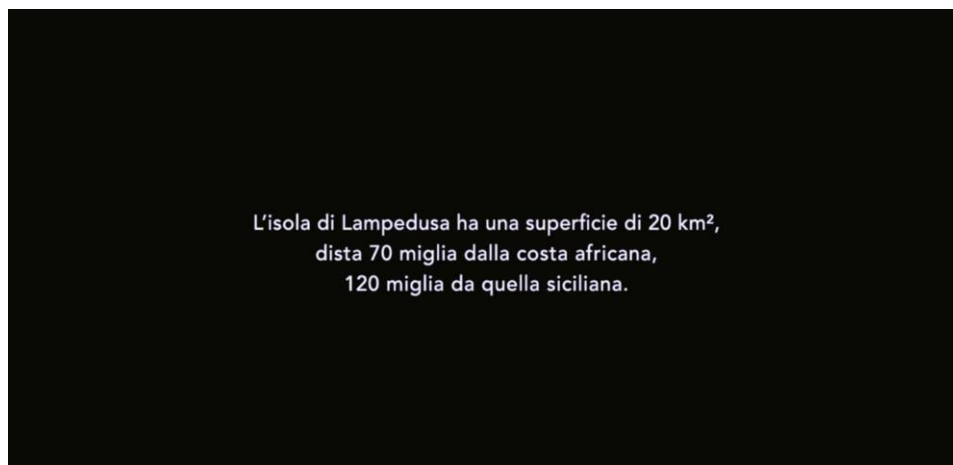 L'isola di Lampedusa ha una superficie di 20 km²,
dista 70 miglia dalla costa africana,
120 miglia da quella siciliana.